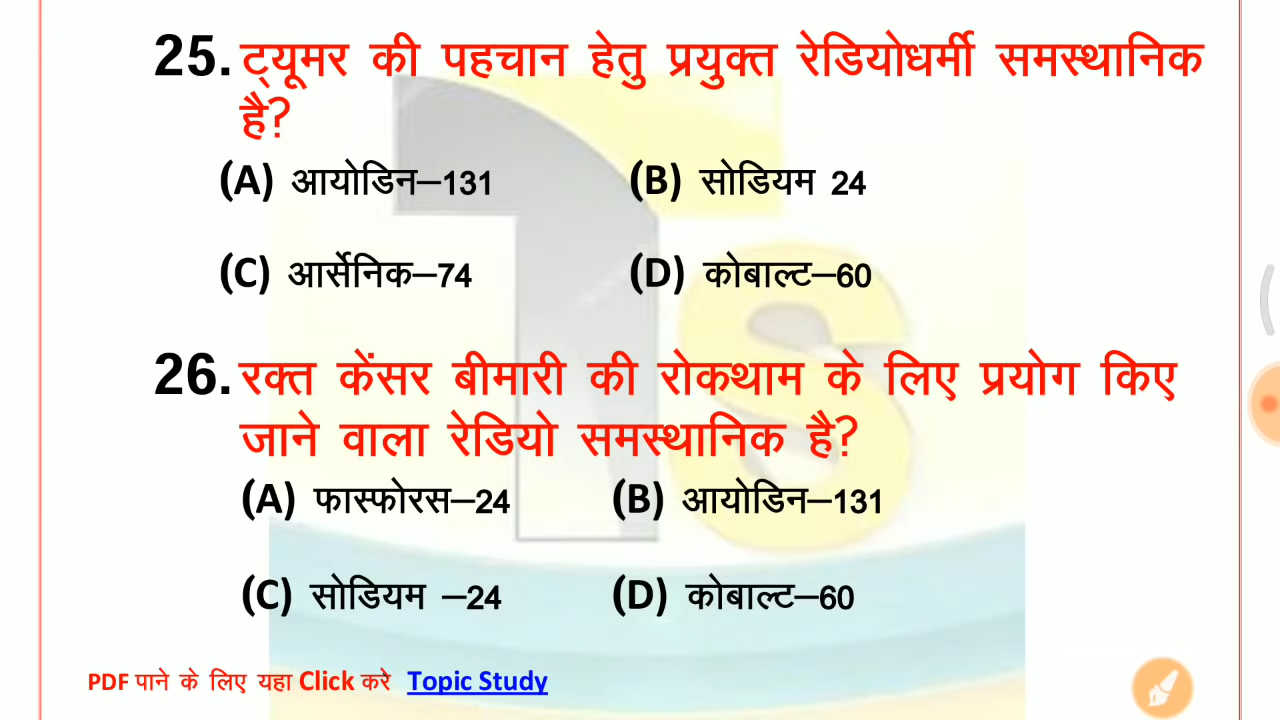 25. ट्यूमर की पहचान हेतु प्रयुक्त रेडियोधर्मी समस्थानिक
है?
(A) आयोडिन–131 (B) सोडियम 24
(C) आर्सेनिक–74 (D) कोबाल्ट–60
26. रक्त केंसर बीमारी की रोकथाम के लिए प्रयोग किए
जाने वाला रेडियो समस्थानिक है?
(A) फास्फोरस–24 (B) आयोडिन–131
(C) सोडियम –24 (D) कोबाल्ट–60
PDF पाने के लिए यहा Click करे Topic Study